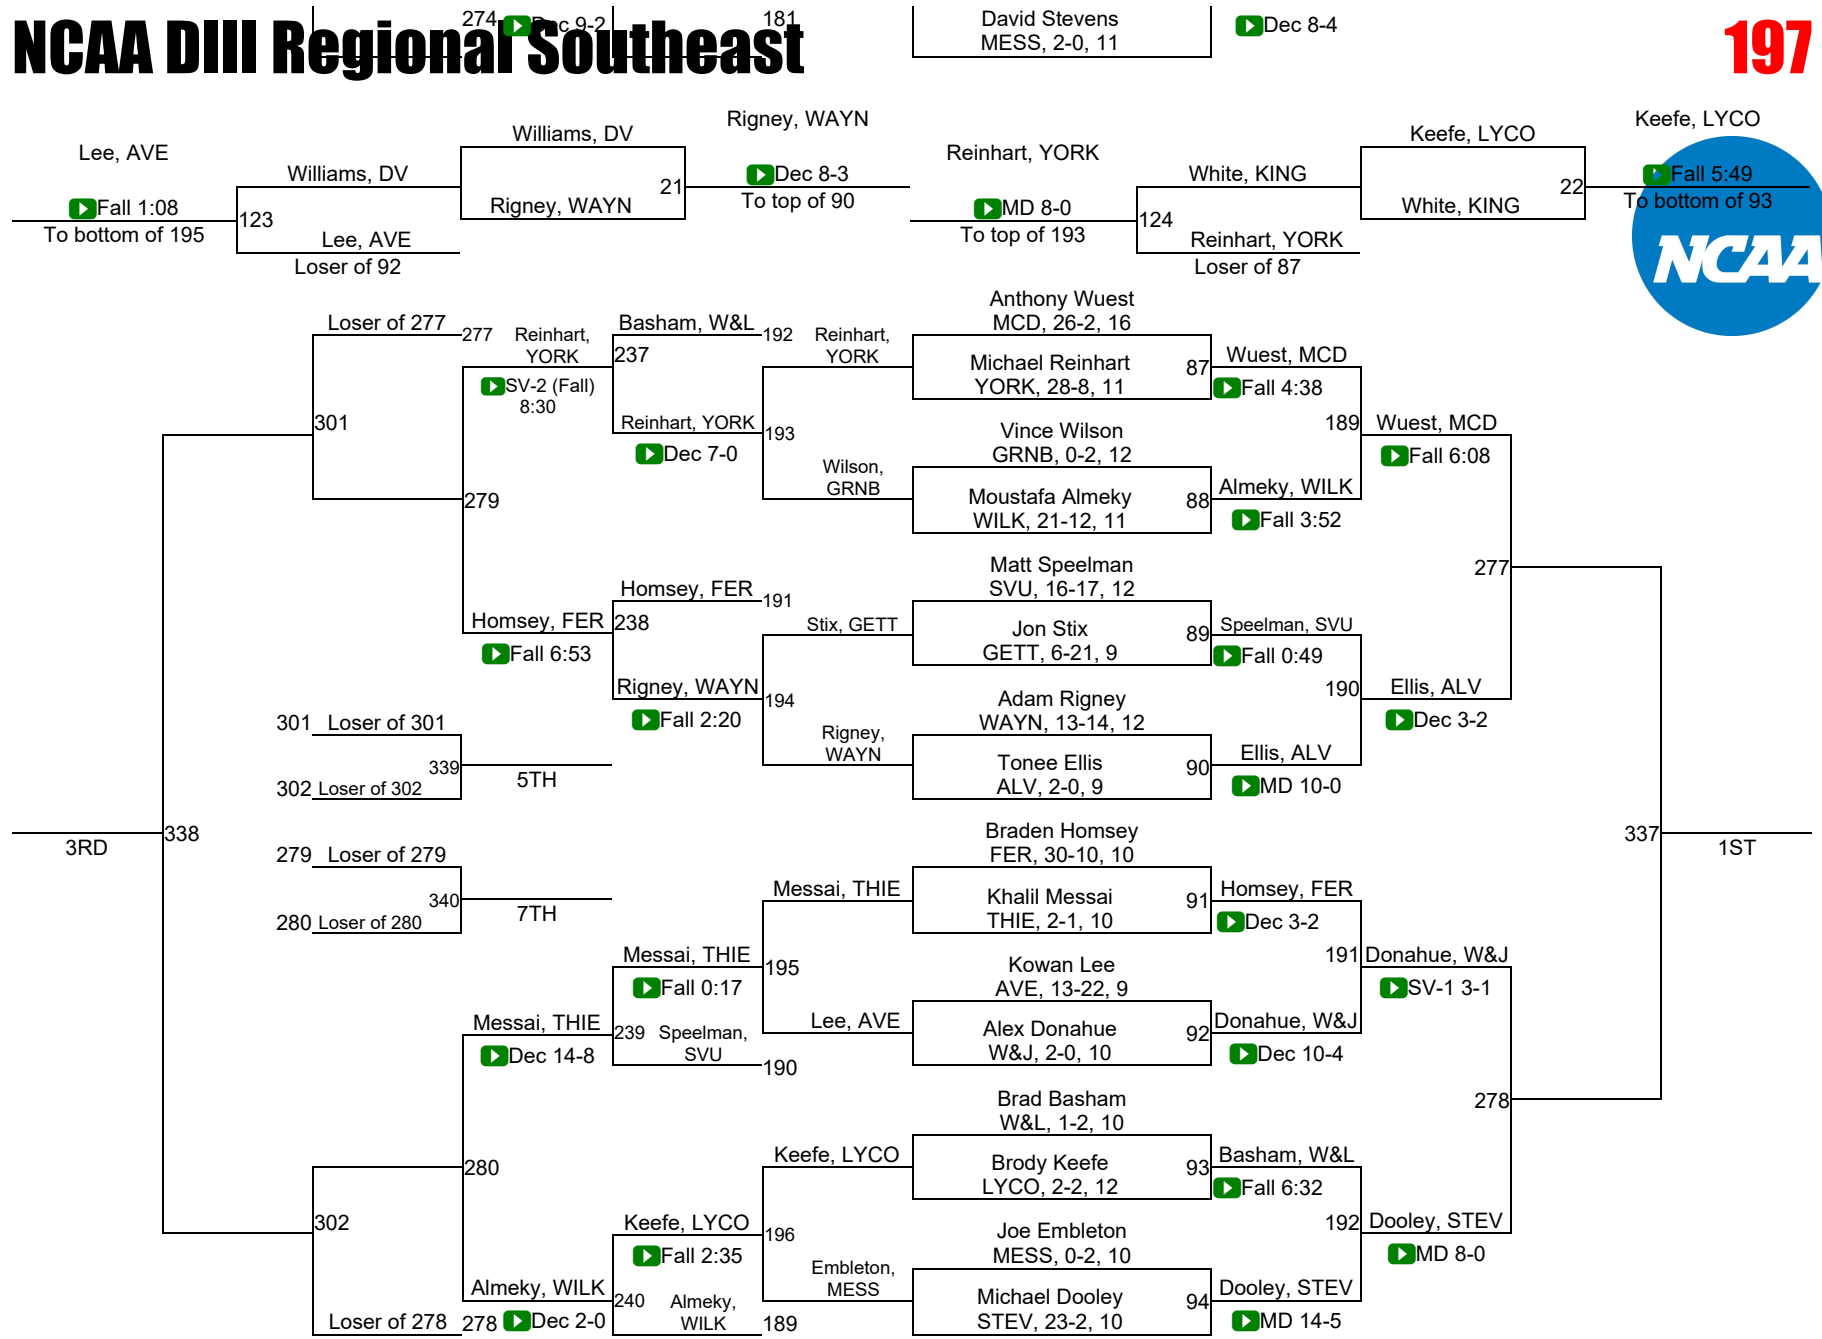 274
Dec 9-2
181
David Stevens
MESS, 2-0, 11
Dec 8-4
NCAA DIII Regional Southeast
197
Lee, AVE
Fall 1:08
To bottom of 195
Williams, DV
123
Lee, AVE
Loser of 92
Williams, DV
Rigney, WAYN
21
Rigney, WAYN
Dec 8-3
To top of 90
Reinhart, YORK
MD 8-0
To top of 193
White, KING
124
Reinhart, YORK
Loser of 87
Keefe, LYCO
White, KING
22
Keefe, LYCO
Fall 5:49
To bottom of 93
NCAA
Loser of 277
277
Reinhart,
YORK
SV-2 (Fall)
8:30
Basham, W&L
192
237
Reinhart,
YORK
Anthony Wuest
MCD, 26-2, 16
Michael Reinhart
YORK, 28-8, 11
87
Wuest, MCD
Fall 4:38
301
Reinhart, YORK
193
Dec 7-0
Vince Wilson
GRNB, 0-2, 12
189
Wuest, MCD
Fall 6:08
Wilson,
GRNB
279
Moustafa Almeky
WILK, 21-12, 11
88
Almeky, WILK
Fall 3:52
Matt Speelman
SVU, 16-17, 12
277
Homsey, FER
191
Homsey, FER
238
Fall 6:53
Stix, GETT
Jon Stix
GETT, 6-21, 9
89
Speelman, SVU
Fall 0:49
Rigney, WAYN
194
Fall 2:20
Adam Rigney
WAYN, 13-14, 12
190
Ellis, ALV
Dec 3-2
301
Loser of 301
339
302
Loser of 302
5TH
Rigney,
WAYN
Tonee Ellis
ALV, 2-0, 9
90
Ellis, ALV
MD 10-0
3RD
338
337
1ST
279
Loser of 279
340
280
Loser of 280
7TH
Braden Homsey
FER, 30-10, 10
Messai, THIE
Khalil Messai
THIE, 2-1, 10
91
Homsey, FER
Dec 3-2
Messai, THIE
195
Fall 0:17
Kowan Lee
AVE, 13-22, 9
191
Donahue, W&J
SV-1 3-1
Messai, THIE
Dec 14-8
239
Speelman,
SVU
190
Lee, AVE
Alex Donahue
W&J, 2-0, 10
92
Donahue, W&J
Dec 10-4
278
Brad Basham
W&L, 1-2, 10
280
Keefe, LYCO
Brody Keefe
LYCO, 2-2, 12
93
Basham, W&L
Fall 6:32
302
Keefe, LYCO
196
Fall 2:35
Joe Embleton
MESS, 0-2, 10
192
Dooley, STEV
MD 8-0
Almeky, WILK
240
Almeky,
WILK
189
Embleton,
MESS
Michael Dooley
STEV, 23-2, 10
94
Dooley, STEV
MD 14-5
Loser of 278
278
Dec 2-0